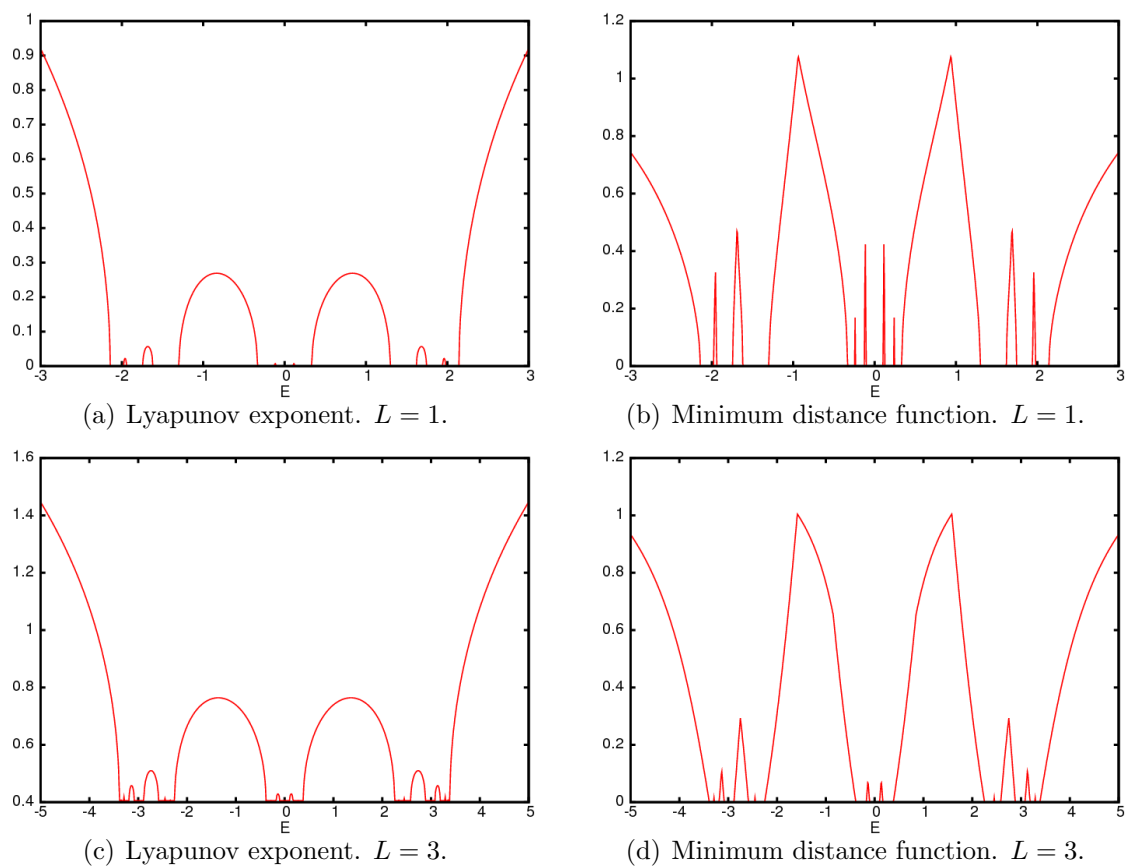 1
0.9
0.8
0.7
0.6
0.5
0.4
0.3
0.2
0.1
0
-3 -2 -1 0 1 2 3
E
(a) Lyapunov exponent. L = 1.
1.2
1
0.8
0.6
0.4
0.2
0
-3 -2 -1 0 1 2 3
E
(b) Minimum distance function. L = 1.
1.6
1.4
1.2
1
0.8
0.6
0.4
-5 -4 -3 -2 -1 0 1 2 3 4 5
E
(c) Lyapunov exponent. L = 3.
1.2
1
0.8
0.6
0.4
0.2
0
-5 -4 -3 -2 -1 0 1 2 3 4 5
E
(d) Minimum distance function. L = 3.